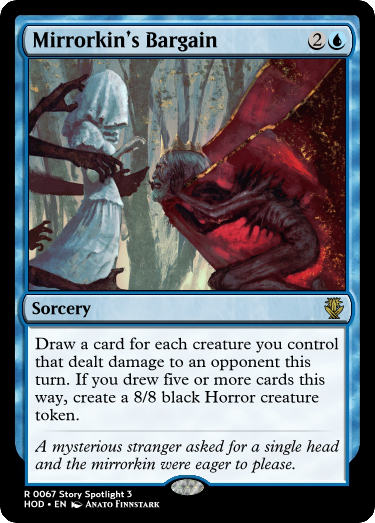 Mirrorkin's Bargain 2
Sorcery
Draw a card for each creature you control
that dealt damage to an opponent this
turn. If you drew five or more cards this
way, create a 8/8 black Horror creature
token.
A mysterious stranger asked for a single head
and the mirrorkin were eager to please.
R 0067 Story Spotlight 3
HOD • EN Anato Finnstark